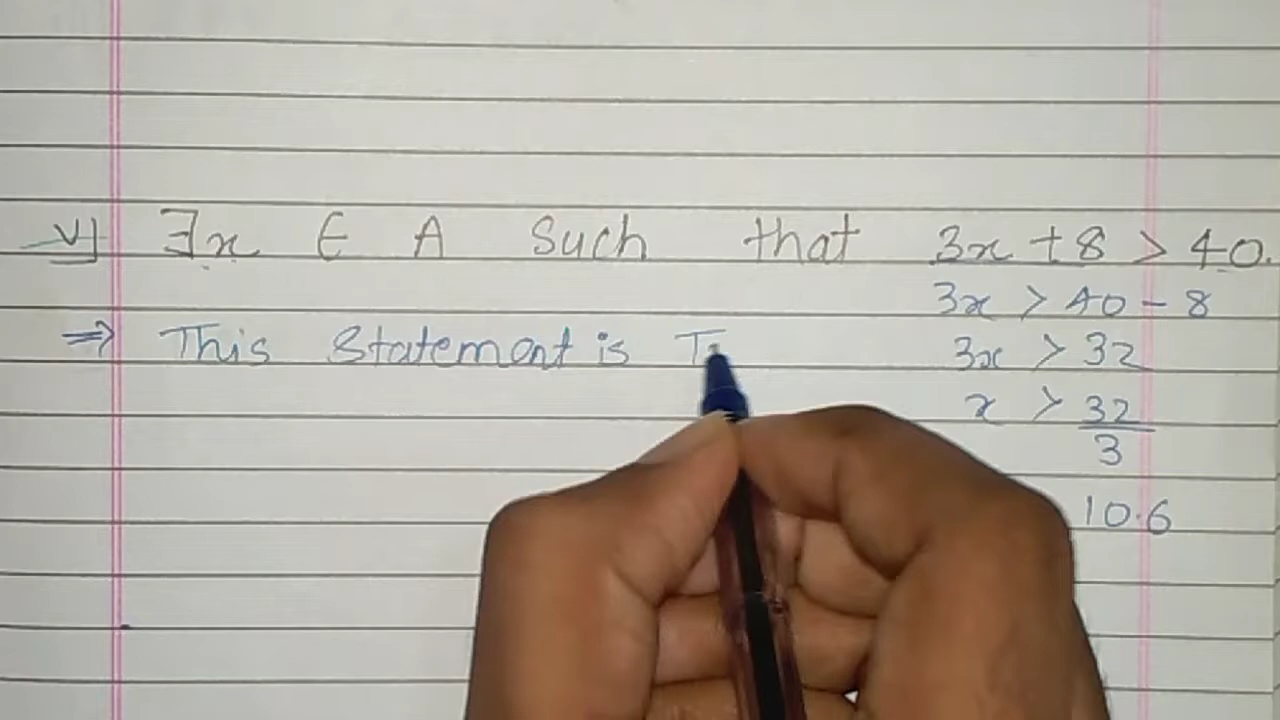 v] ∃x ∈ A Such that 3x + 8 > 40.
3x > 40 - 8
⇒ This Statement is T
3x > 32
x > 32/3
10.6